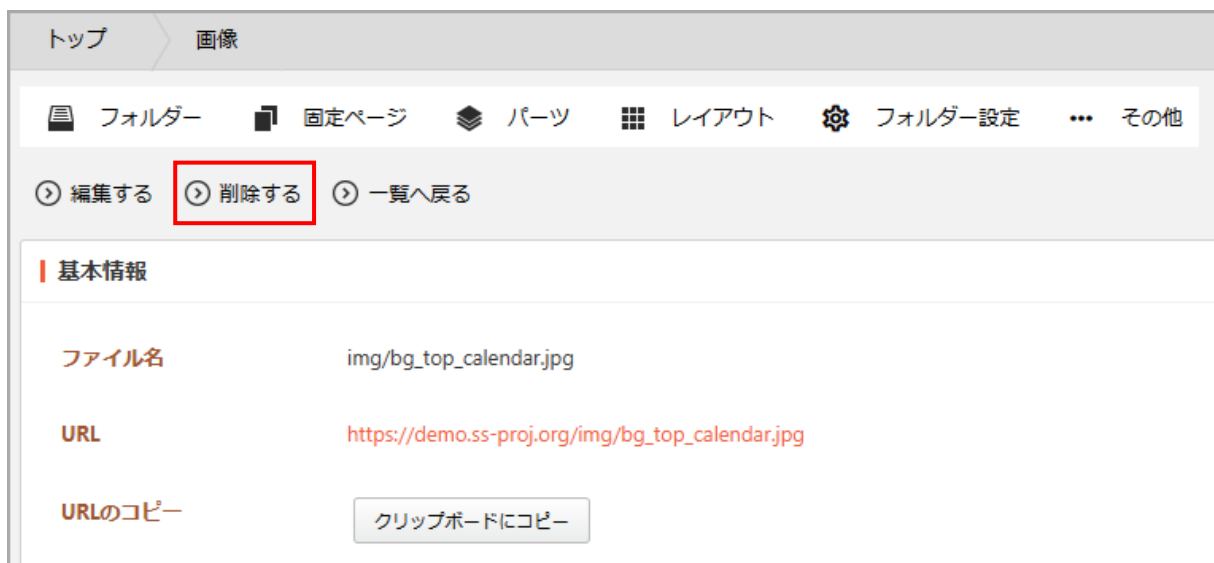 トップ 画像
フォルダー 固定ページ パーツ レイアウト フォルダー設定 その他
編集する 削除する 一覧へ戻る
基本情報
ファイル名 img/bg_top_calendar.jpg
URL https://demo.ss-proj.org/img/bg_top_calendar.jpg
URLのコピー クリップボードにコピー